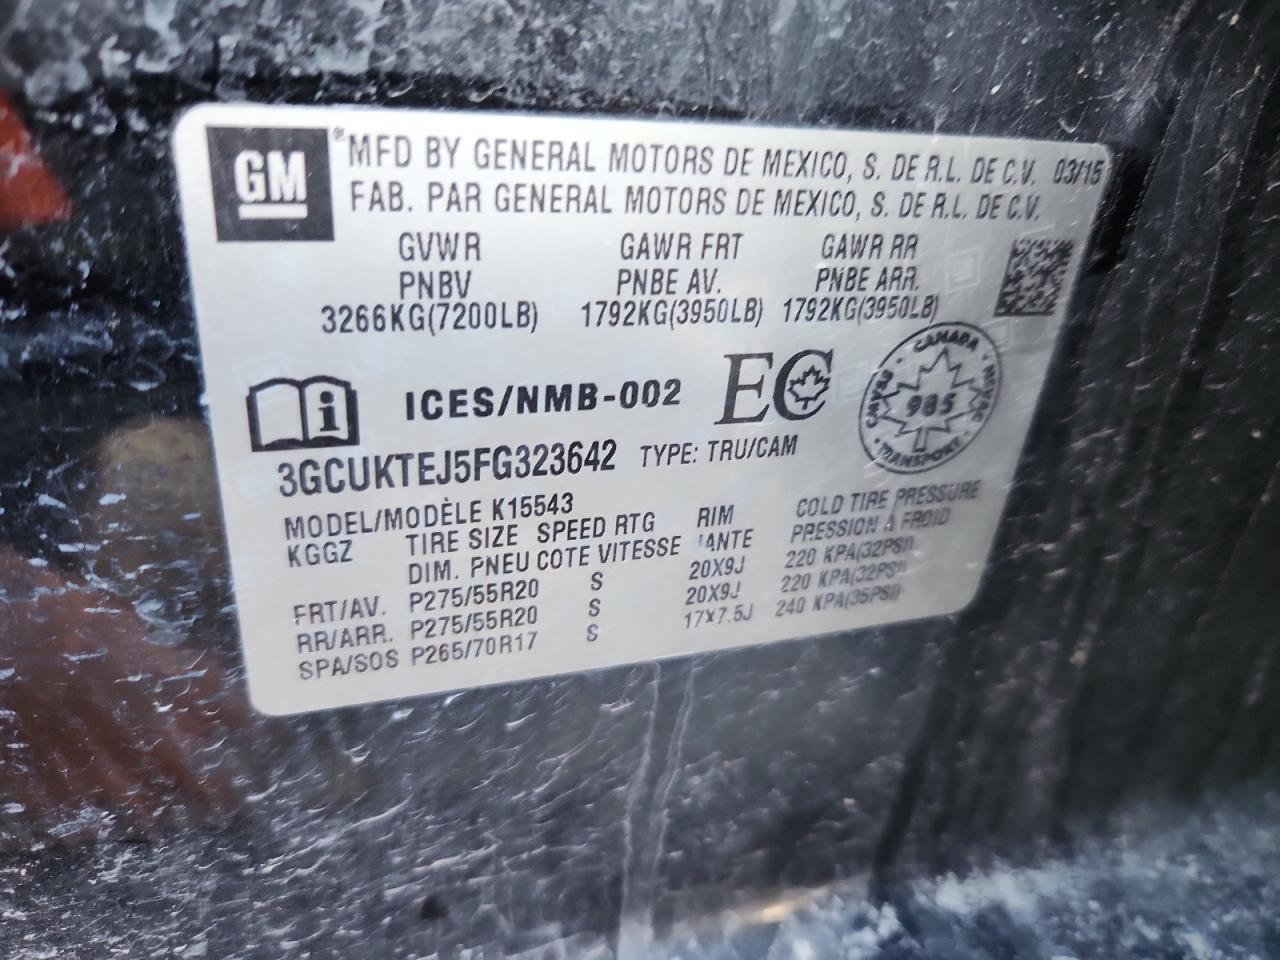 GM
®MFD BY GENERAL MOTORS DE MEXICO, S. DE R.L. DE C.V. 03/15
FAB. PAR GENERAL MOTORS DE MEXICO, S. DE R.L. DE C.V.
GVWR GAWR FRT GAWR RR
PNBV PNBE AV. PNBE ARR.
3266KG(7200LB) 1792KG(3950LB) 1792KG(3950LB)
i ICES/NMB-002 EC
CANADA
985
TRANSPORT
3GCUKTEJ5FG323642 TYPE: TRU/CAM
MODEL/MODÈLE K15543
KGGZ TIRE SIZE SPEED RTG RIM COLD TIRE PRESSURE
DIM. PNEU COTE VITESSE JANTE PRESSION À FROID
FRT/AV. P275/55R20 S 20X9J 220 KPA(32PSI)
RR/ARR. P275/55R20 S 20X9J 220 KPA(32PSI)
SPA/SOS P265/70R17 S 17X7.5J 240 KPA(35PSI)